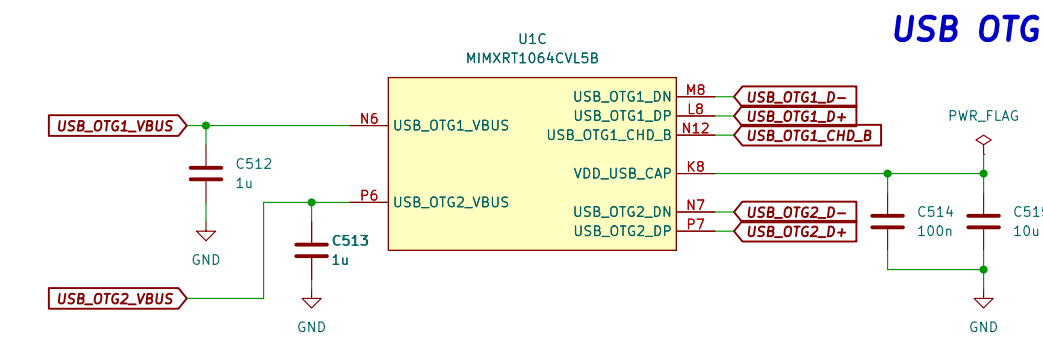 USB OTG
U1C
MIMXRT1064CVL5B
USB_OTG1_VBUS
N6
USB_OTG1_VBUS
USB_OTG1_DN
M8
USB_OTG1_D-
USB_OTG1_DP
L8
USB_OTG1_D+
USB_OTG1_CHD_B
N12
USB_OTG1_CHD_B
PWR_FLAG
C512
1u
VDD_USB_CAP
K8
P6
USB_OTG2_VBUS
USB_OTG2_DN
N7
USB_OTG2_D-
USB_OTG2_DP
P7
USB_OTG2_D+
C514
100n
C515
10u
C513
1u
GND
USB_OTG2_VBUS
GND
GND